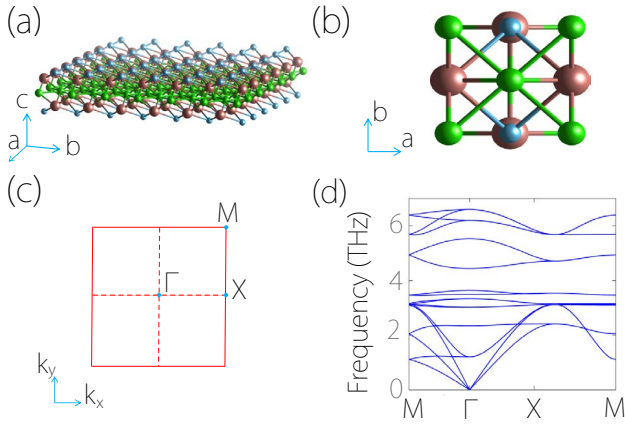 (a)
c
a
b
(b)
b
a
(c)
M
Γ
X
k_y
k_x
(d)
Frequency (THz)
6
4
2
0
M Γ X M